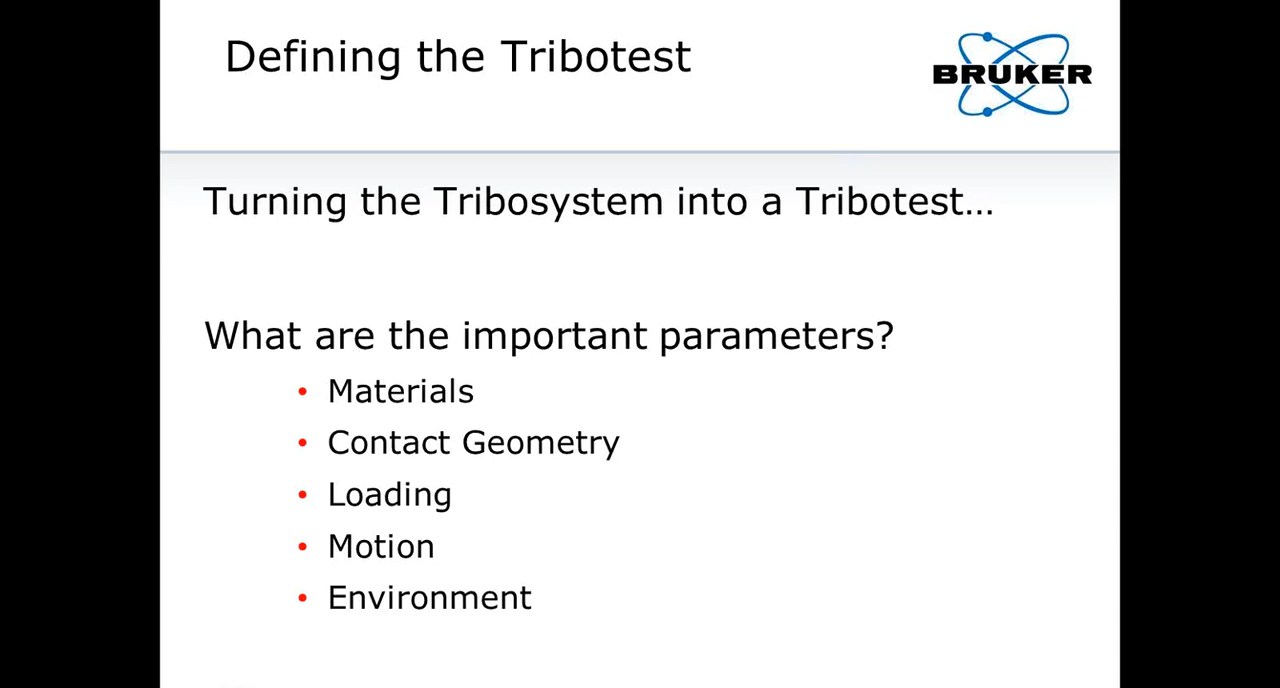 Defining the Tribotest
BRUKER
Turning the Tribosystem into a Tribotest...
What are the important parameters?
• Materials
• Contact Geometry
• Loading
• Motion
• Environment